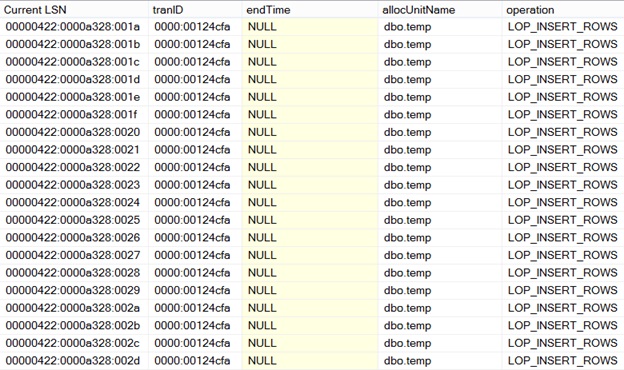 Current LSN tranID endTime allocUnitName operation
00000422:0000a328:001a 0000:00124cfa NULL dbo.temp LOP_INSERT_ROWS
00000422:0000a328:001b 0000:00124cfa NULL dbo.temp LOP_INSERT_ROWS
00000422:0000a328:001c 0000:00124cfa NULL dbo.temp LOP_INSERT_ROWS
00000422:0000a328:001d 0000:00124cfa NULL dbo.temp LOP_INSERT_ROWS
00000422:0000a328:001e 0000:00124cfa NULL dbo.temp LOP_INSERT_ROWS
00000422:0000a328:001f 0000:00124cfa NULL dbo.temp LOP_INSERT_ROWS
00000422:0000a328:0020 0000:00124cfa NULL dbo.temp LOP_INSERT_ROWS
00000422:0000a328:0021 0000:00124cfa NULL dbo.temp LOP_INSERT_ROWS
00000422:0000a328:0022 0000:00124cfa NULL dbo.temp LOP_INSERT_ROWS
00000422:0000a328:0023 0000:00124cfa NULL dbo.temp LOP_INSERT_ROWS
00000422:0000a328:0024 0000:00124cfa NULL dbo.temp LOP_INSERT_ROWS
00000422:0000a328:0025 0000:00124cfa NULL dbo.temp LOP_INSERT_ROWS
00000422:0000a328:0026 0000:00124cfa NULL dbo.temp LOP_INSERT_ROWS
00000422:0000a328:0027 0000:00124cfa NULL dbo.temp LOP_INSERT_ROWS
00000422:0000a328:0028 0000:00124cfa NULL dbo.temp LOP_INSERT_ROWS
00000422:0000a328:0029 0000:00124cfa NULL dbo.temp LOP_INSERT_ROWS
00000422:0000a328:002a 0000:00124cfa NULL dbo.temp LOP_INSERT_ROWS
00000422:0000a328:002b 0000:00124cfa NULL dbo.temp LOP_INSERT_ROWS
00000422:0000a328:002c 0000:00124cfa NULL dbo.temp LOP_INSERT_ROWS
00000422:0000a328:002d 0000:00124cfa NULL dbo.temp LOP_INSERT_ROWS